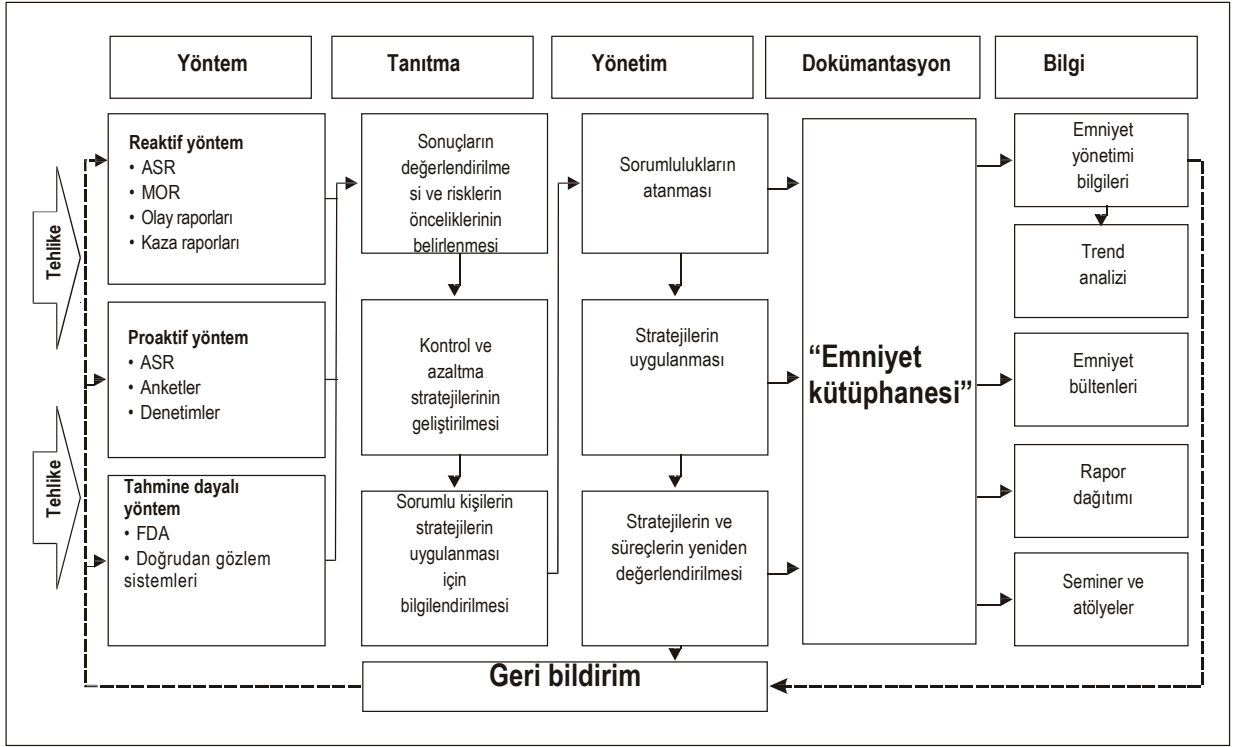 Yöntem
Tanıtma
Yönetim
Dokümantasyon
Bilgi
Tehlike
Tehlike
Reaktif yöntem
• ASR
• MOR
• Olay raporları
• Kaza raporları
Proaktif yöntem
• ASR
• Anketler
• Denetimler
Tahmine dayalı
yöntem
• FDA
• Doğrudan gözlem
sistemleri
Sonuçların
değerlendirilme
si ve risklerin
önceliklerinin
belirlenmesi
Kontrol ve
azaltma
stratejilerinin
geliştirilmesi
Sorumlu kişilerin
stratejilerin
uygulanması
için
bilgilendirilmesi
Sorumlulukların
atanması
Stratejilerin
uygulanması
Stratejilerin ve
süreçlerin yeniden
değerlendirilmesi
“Emniyet
kütüphanesi”
Emniyet
yönetimi
bilgileri
Trend
analizi
Emniyet
bültenleri
Rapor
dağıtımı
Seminer ve
atölyeler
Geri bildirim